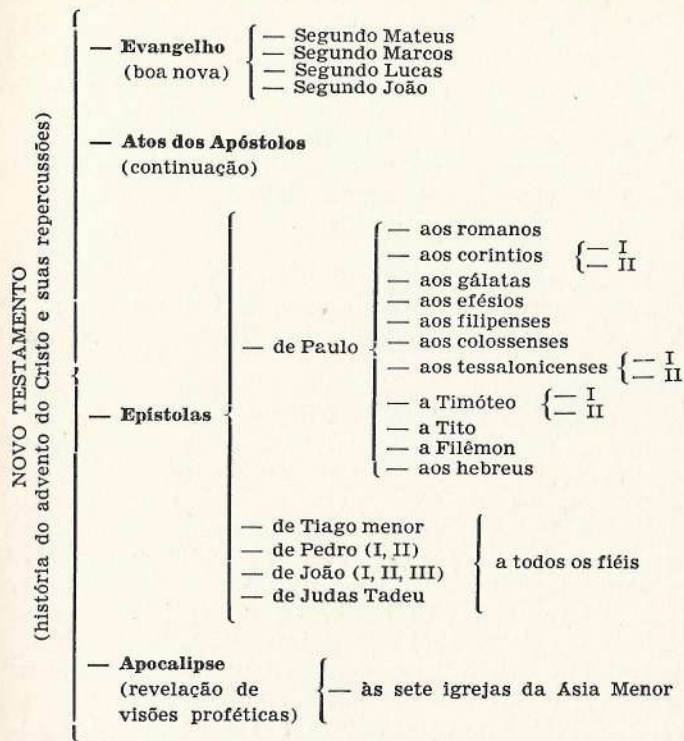 NOVO TESTAMENTO
(história do advento do Cristo e suas repercussões)
— Evangelho
(boa nova)
— Segundo Mateus
— Segundo Marcos
— Segundo Lucas
— Segundo João
— Atos dos Apóstolos
(continuação)
— Epístolas
— de Paulo
— aos romanos
— aos coríntios
— I
— II
— aos gálatas
— aos efésios
— aos filipenses
— aos colossenses
— aos tessalonicenses
— I
— II
— a Timóteo
— I
— II
— a Tito
— a Filêmon
— aos hebreus
— de Tiago menor
— de Pedro (I, II)
— de João (I, II, III)
— de Judas Tadeu
a todos os fiéis
— Apocalipse
(revelação de
visões proféticas)
— às sete igrejas da Asia Menor